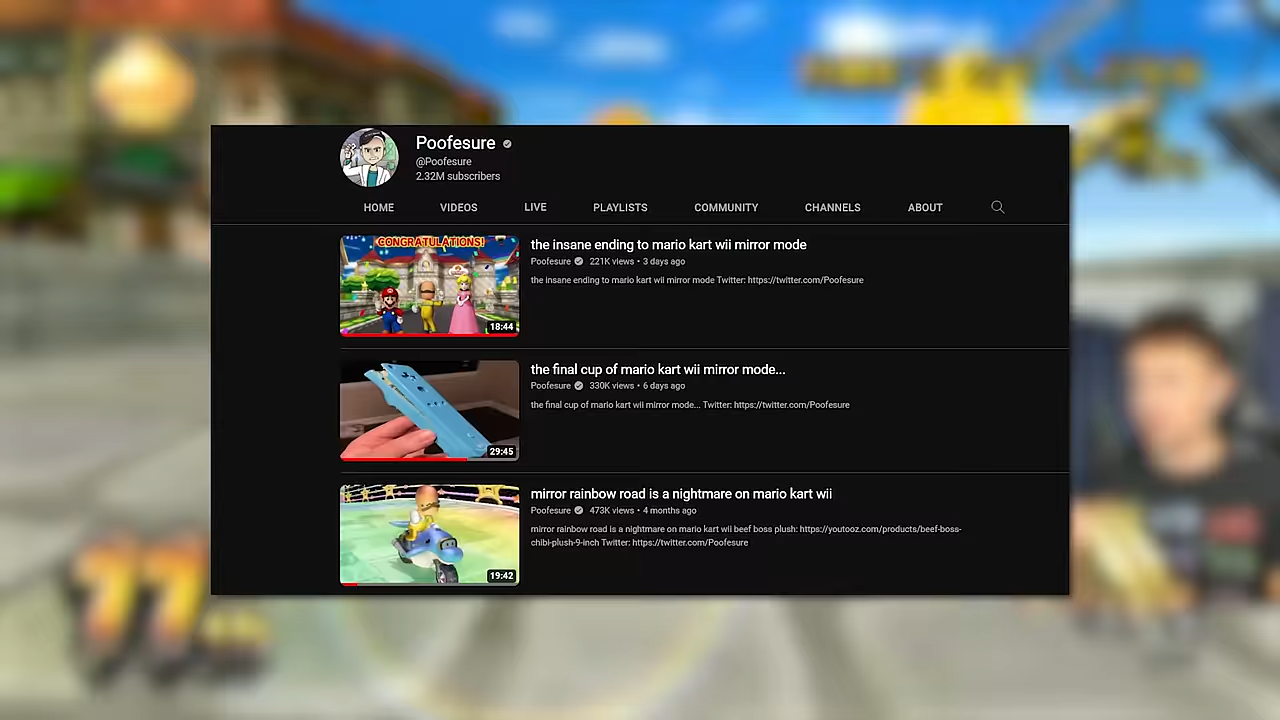 Poofesure
@Poofesure
2.32M subscribers
HOME VIDEOS LIVE PLAYLISTS COMMUNITY CHANNELS ABOUT
CONGRATULATIONS!
18:44
the insane ending to mario kart wii mirror mode
Poofesure 221K views • 3 days ago
the insane ending to mario kart wii mirror mode Twitter: https://twitter.com/Poofesure
29:45
the final cup of mario kart wii mirror mode...
Poofesure 330K views • 6 days ago
the final cup of mario kart wii mirror mode... Twitter: https://twitter.com/Poofesure
19:42
mirror rainbow road is a nightmare on mario kart wii
Poofesure 473K views • 4 months ago
mirror rainbow road is a nightmare on mario kart wii beef boss plush: https://youtooz.com/products/beef-boss-
chibi-plush-9-inch Twitter: https://twitter.com/Poofesure